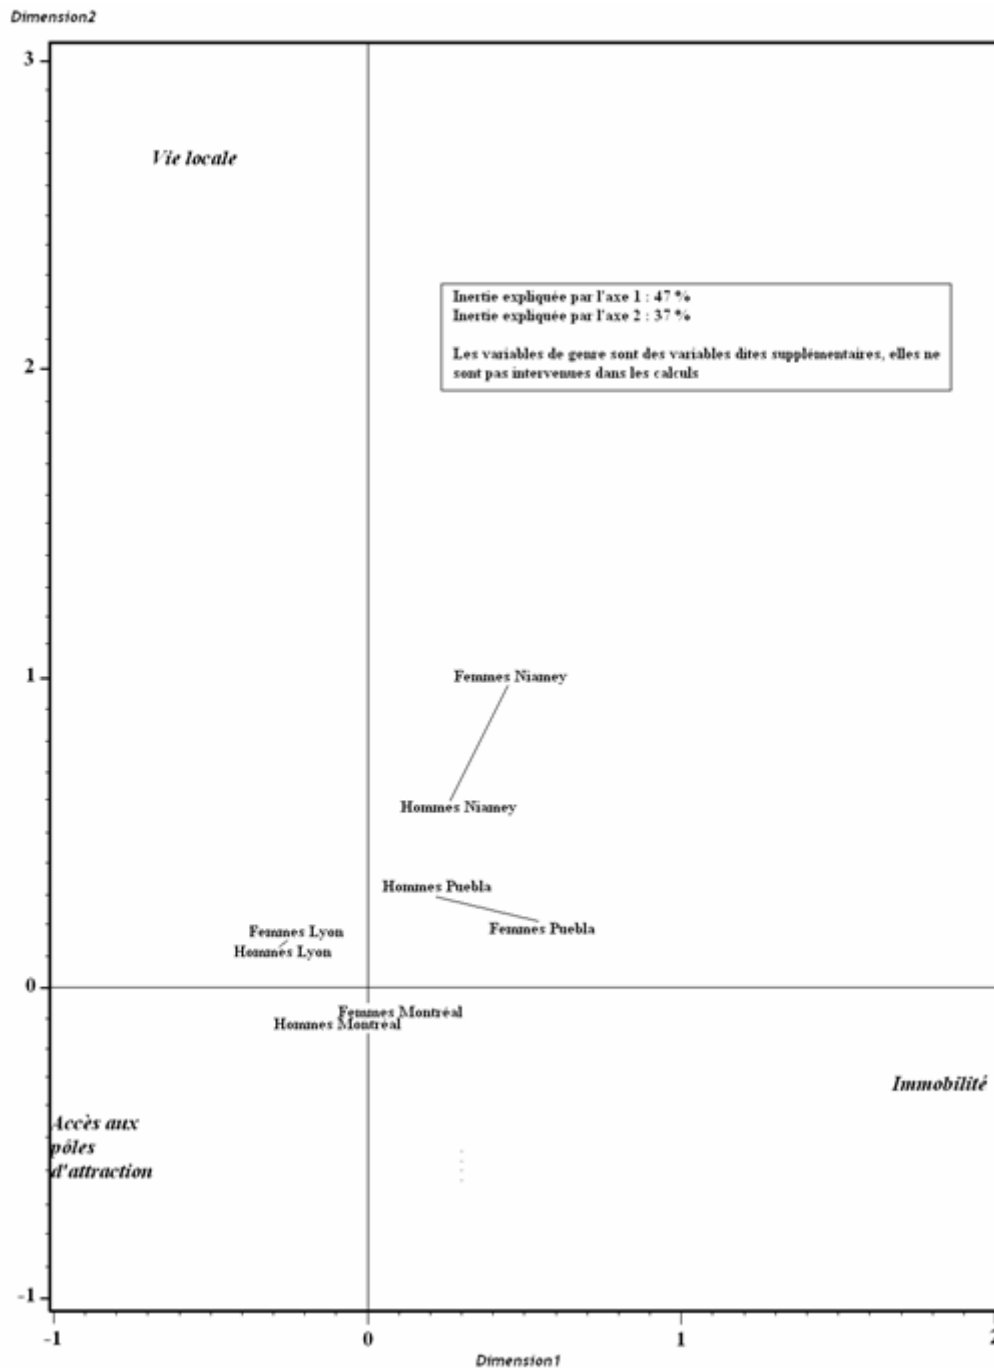 Dimension2
3
Vie locale
Inertie expliquée par l'axe 1 : 47 %
Inertie expliquée par l'axe 2 : 37 %
Les variables de genre sont des variables dites supplémentaires, elles ne
sont pas intervenues dans les calculs
2
1
Femmes Niamey
Hommes Niamey
Hommes Puebla
Femmes Puebla
Femmes Lyon
Hommes Lyon
0
Femmes Montréal
Hommes Montréal
Immobilité
Accès aux
pôles
d'attraction
-1
-1 0 1 2
Dimension1